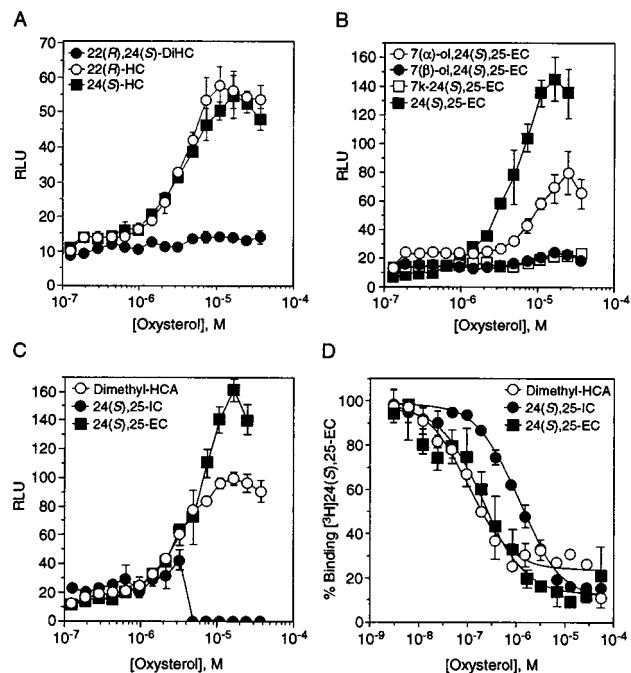 A
22(R),24(S)-DiHC
22(R)-HC
24(S)-HC
70
60
50
40
30
20
10
0
RLU
10-7
10-6
10-5
10-4
[Oxysterol], M
B
7(α)-ol,24(S),25-EC
7(β)-ol,24(S),25-EC
7k-24(S),25-EC
24(S),25-EC
160
140
120
100
80
60
40
20
0
RLU
10-7
10-6
10-5
10-4
[Oxysterol], M
C
Dimethyl-HCA
24(S),25-IC
24(S),25-EC
160
140
120
100
80
60
40
20
0
RLU
10-7
10-6
10-5
10-4
[Oxysterol], M
D
Dimethyl-HCA
24(S),25-IC
24(S),25-EC
100
80
60
40
20
0
% Binding [3H]24(S),25-EC
10-9
10-8
10-7
10-6
10-5
10-4
[Oxysterol], M